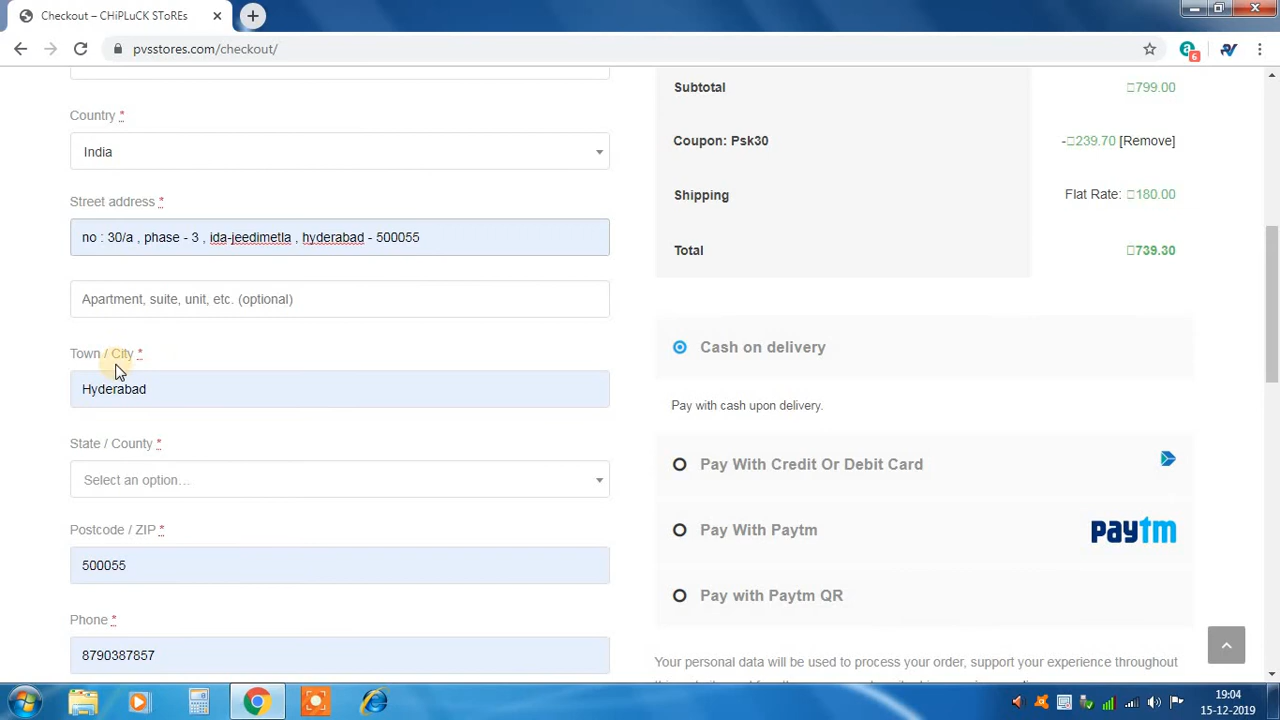 Checkout – CHiPLuCK SToREs
pvsstores.com/checkout/
6
Country *
India
Street address *
no : 30/a , phase - 3 , ida-jeedimetla , hyderabad - 500055
Apartment, suite, unit, etc. (optional)
Town / City *
Hyderabad
State / County *
Select an option…
Postcode / ZIP *
500055
Phone *
8790387857
Subtotal
799.00
Coupon: Psk30
-239.70 [Remove]
Shipping
Flat Rate: 180.00
Total
739.30
Cash on delivery
Pay with cash upon delivery.
Pay With Credit Or Debit Card
Pay With Paytm
paytm
Pay with Paytm QR
Your personal data will be used to process your order, support your experience throughout
19:04
15-12-2019